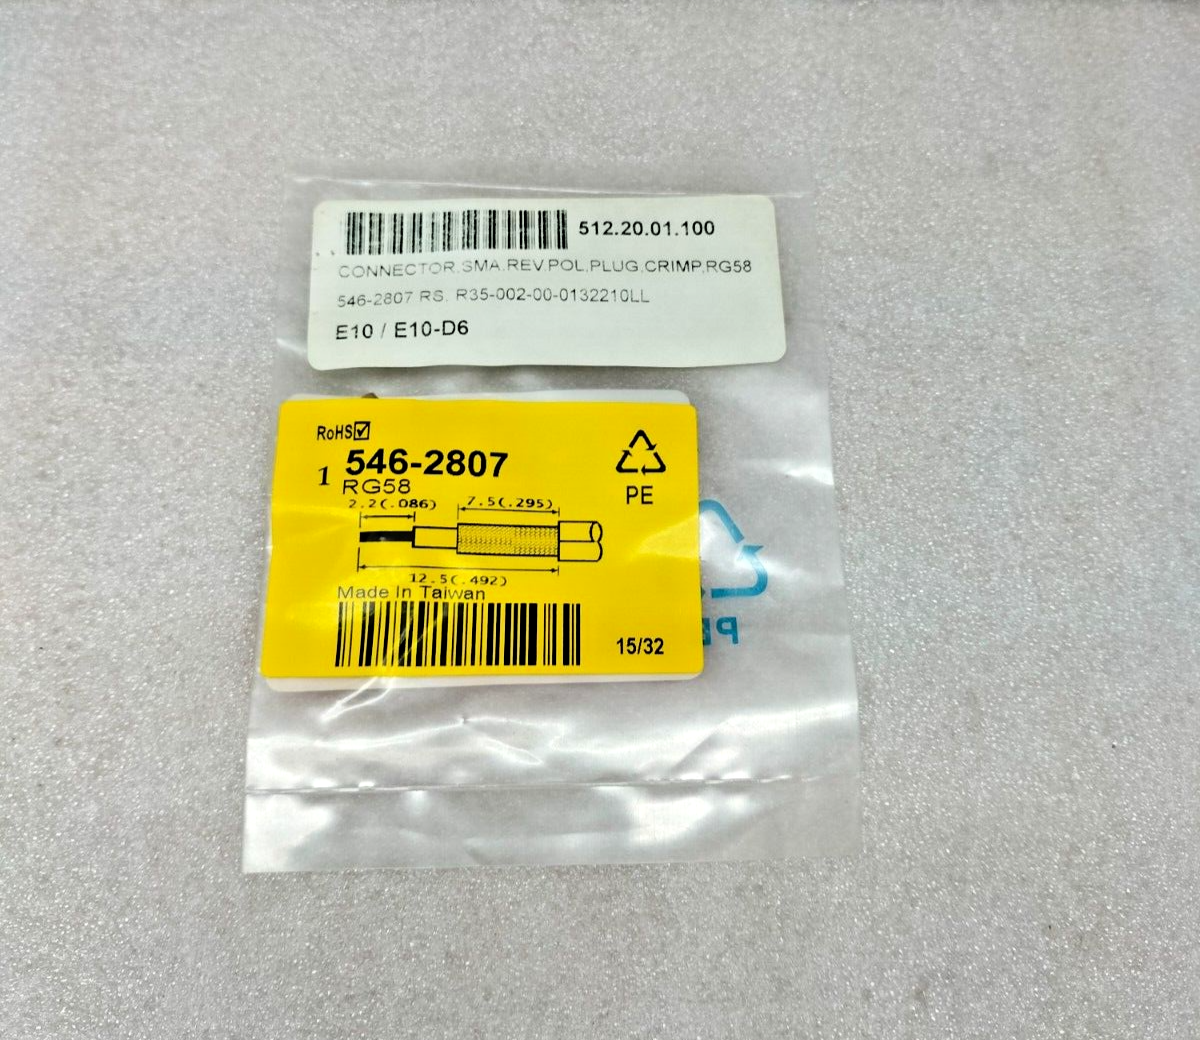 512.20.01.100
CONNECTOR,SMA,REV.POL,PLUG,CRIMP,RG58
546-2807 RS, R35-002-00-0132210LL
E10 / E10-D6
RoHS
1 546-2807
RG58
2.2(.086) 7.5(.295)
PE
12.5(.492)
Made In Taiwan
15/32
PE